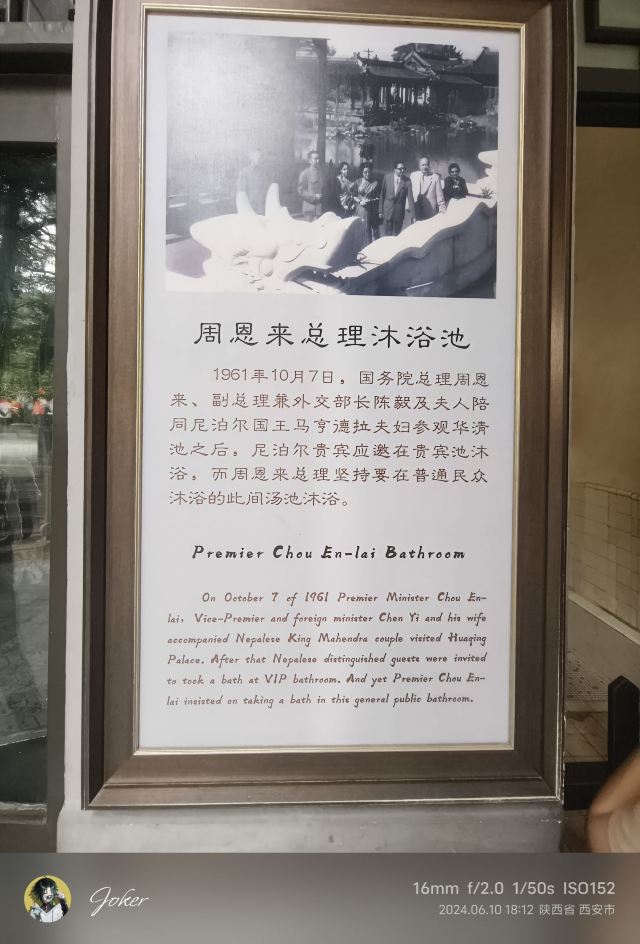 周恩来总理沐浴池
1961年10月7日，国务院总理周恩
来、副总理兼外交部长陈毅及夫人陪
同尼泊尔国王马亨德拉夫妇参观华清
池之后，尼泊尔贵宾应邀在贵宾池沐
浴，而周恩来总理坚持要在普通民众
沐浴的此间汤池沐浴。
Premier Chou En-lai Bathroom
On October 7 of 1961 Premier Minister Chou En-
lai, Vice-Premier and foreign minister Chen Yi and his wife
accompanied Nepalese King Mahendra couple visited Huaqing
Palace. After that Nepalese distinguished guests were invited
to took a bath at VIP bathroom. And yet Premier Chou En-
lai insisted on taking a bath in this general public bathroom.
Joker
16mm f/2.0 1/50s ISO152
2024.06.10 18:12 陕西省 西安市